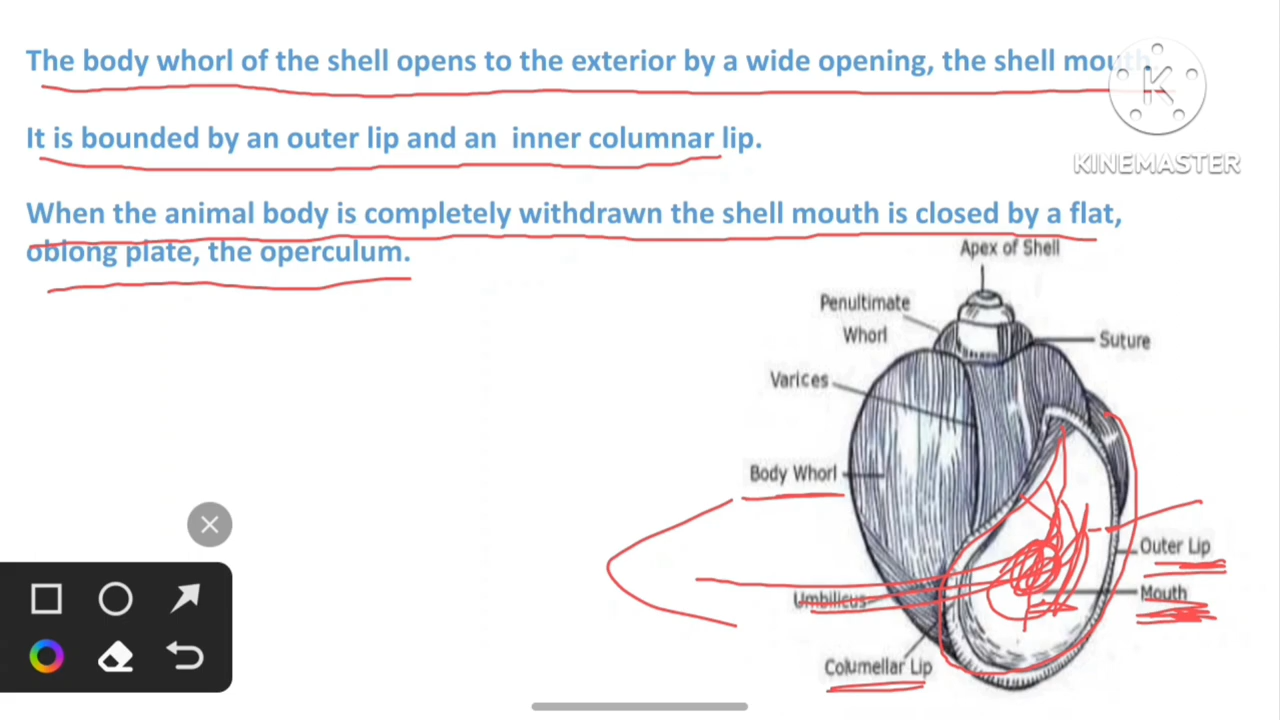 The body whorl of the shell opens to the exterior by a wide opening, the shell mouth.
It is bounded by an outer lip and an inner columnar lip.
When the animal body is completely withdrawn the shell mouth is closed by a flat,
oblong plate, the operculum.
K
KINEMASTER
Apex of Shell
Penultimate
Whorl
Suture
Varices
Body Whorl
Outer Lip
Mouth
Umbilicus
Columellar Lip